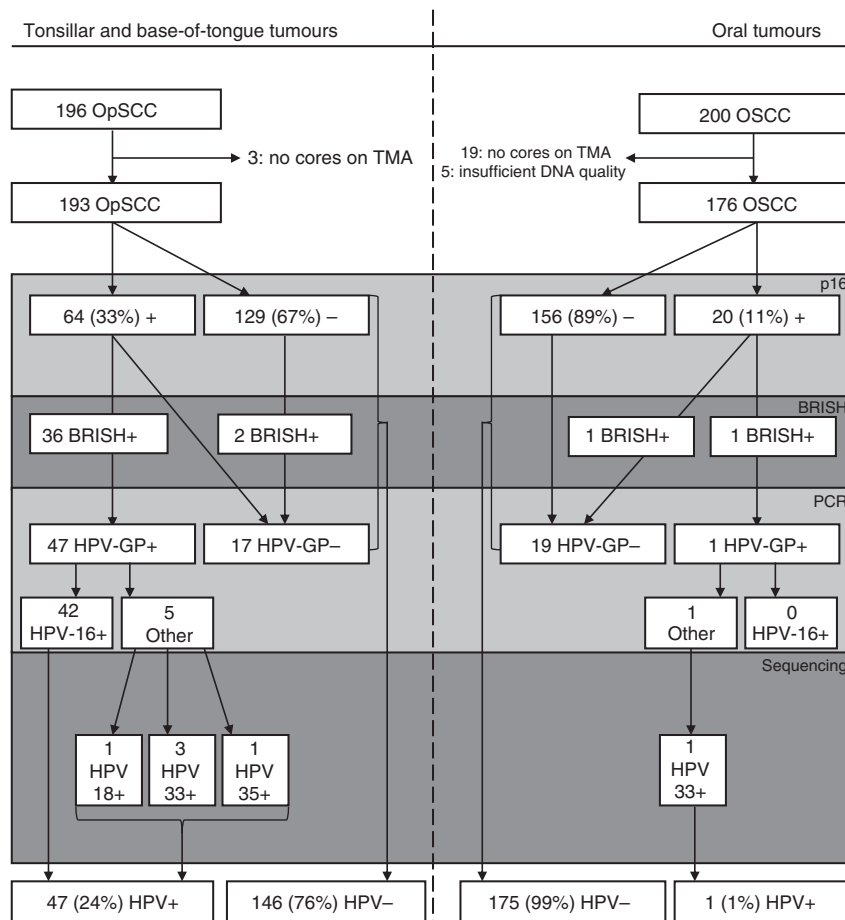 Tonsillar and base-of-tongue tumours
Oral tumours
196 OpSCC
200 OSCC
3: no cores on TMA
19: no cores on TMA
5: insufficient DNA quality
193 OpSCC
176 OSCC
p16
64 (33%) +
129 (67%) –
156 (89%) –
20 (11%) +
BRISH
36 BRISH+
2 BRISH+
1 BRISH+
1 BRISH+
PCR
47 HPV-GP+
17 HPV-GP–
19 HPV-GP–
1 HPV-GP+
42
HPV-16+
5
Other
1
Other
0
HPV-16+
Sequencing
1
HPV
18+
3
HPV
33+
1
HPV
35+
1
HPV
33+
47 (24%) HPV+
146 (76%) HPV–
175 (99%) HPV–
1 (1%) HPV+